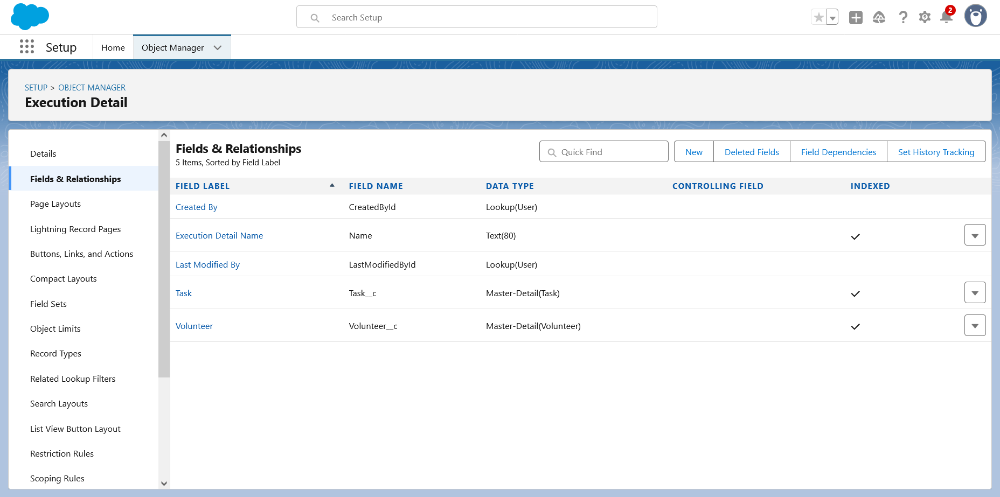 Search Setup
2
Setup
Home
Object Manager
SETUP > OBJECT MANAGER
Execution Detail
Details
Fields & Relationships
Page Layouts
Lightning Record Pages
Buttons, Links, and Actions
Compact Layouts
Field Sets
Object Limits
Record Types
Related Lookup Filters
Search Layouts
List View Button Layout
Restriction Rules
Scoping Rules
Fields & Relationships
5 Items, Sorted by Field Label
Quick Find
New
Deleted Fields
Field Dependencies
Set History Tracking
FIELD LABEL FIELD NAME DATA TYPE CONTROLLING FIELD INDEXED
Created By CreatedById Lookup(User)
Execution Detail Name Name Text(80)
Last Modified By LastModifiedById Lookup(User)
Task Task__c Master-Detail(Task)
Volunteer Volunteer__c Master-Detail(Volunteer)